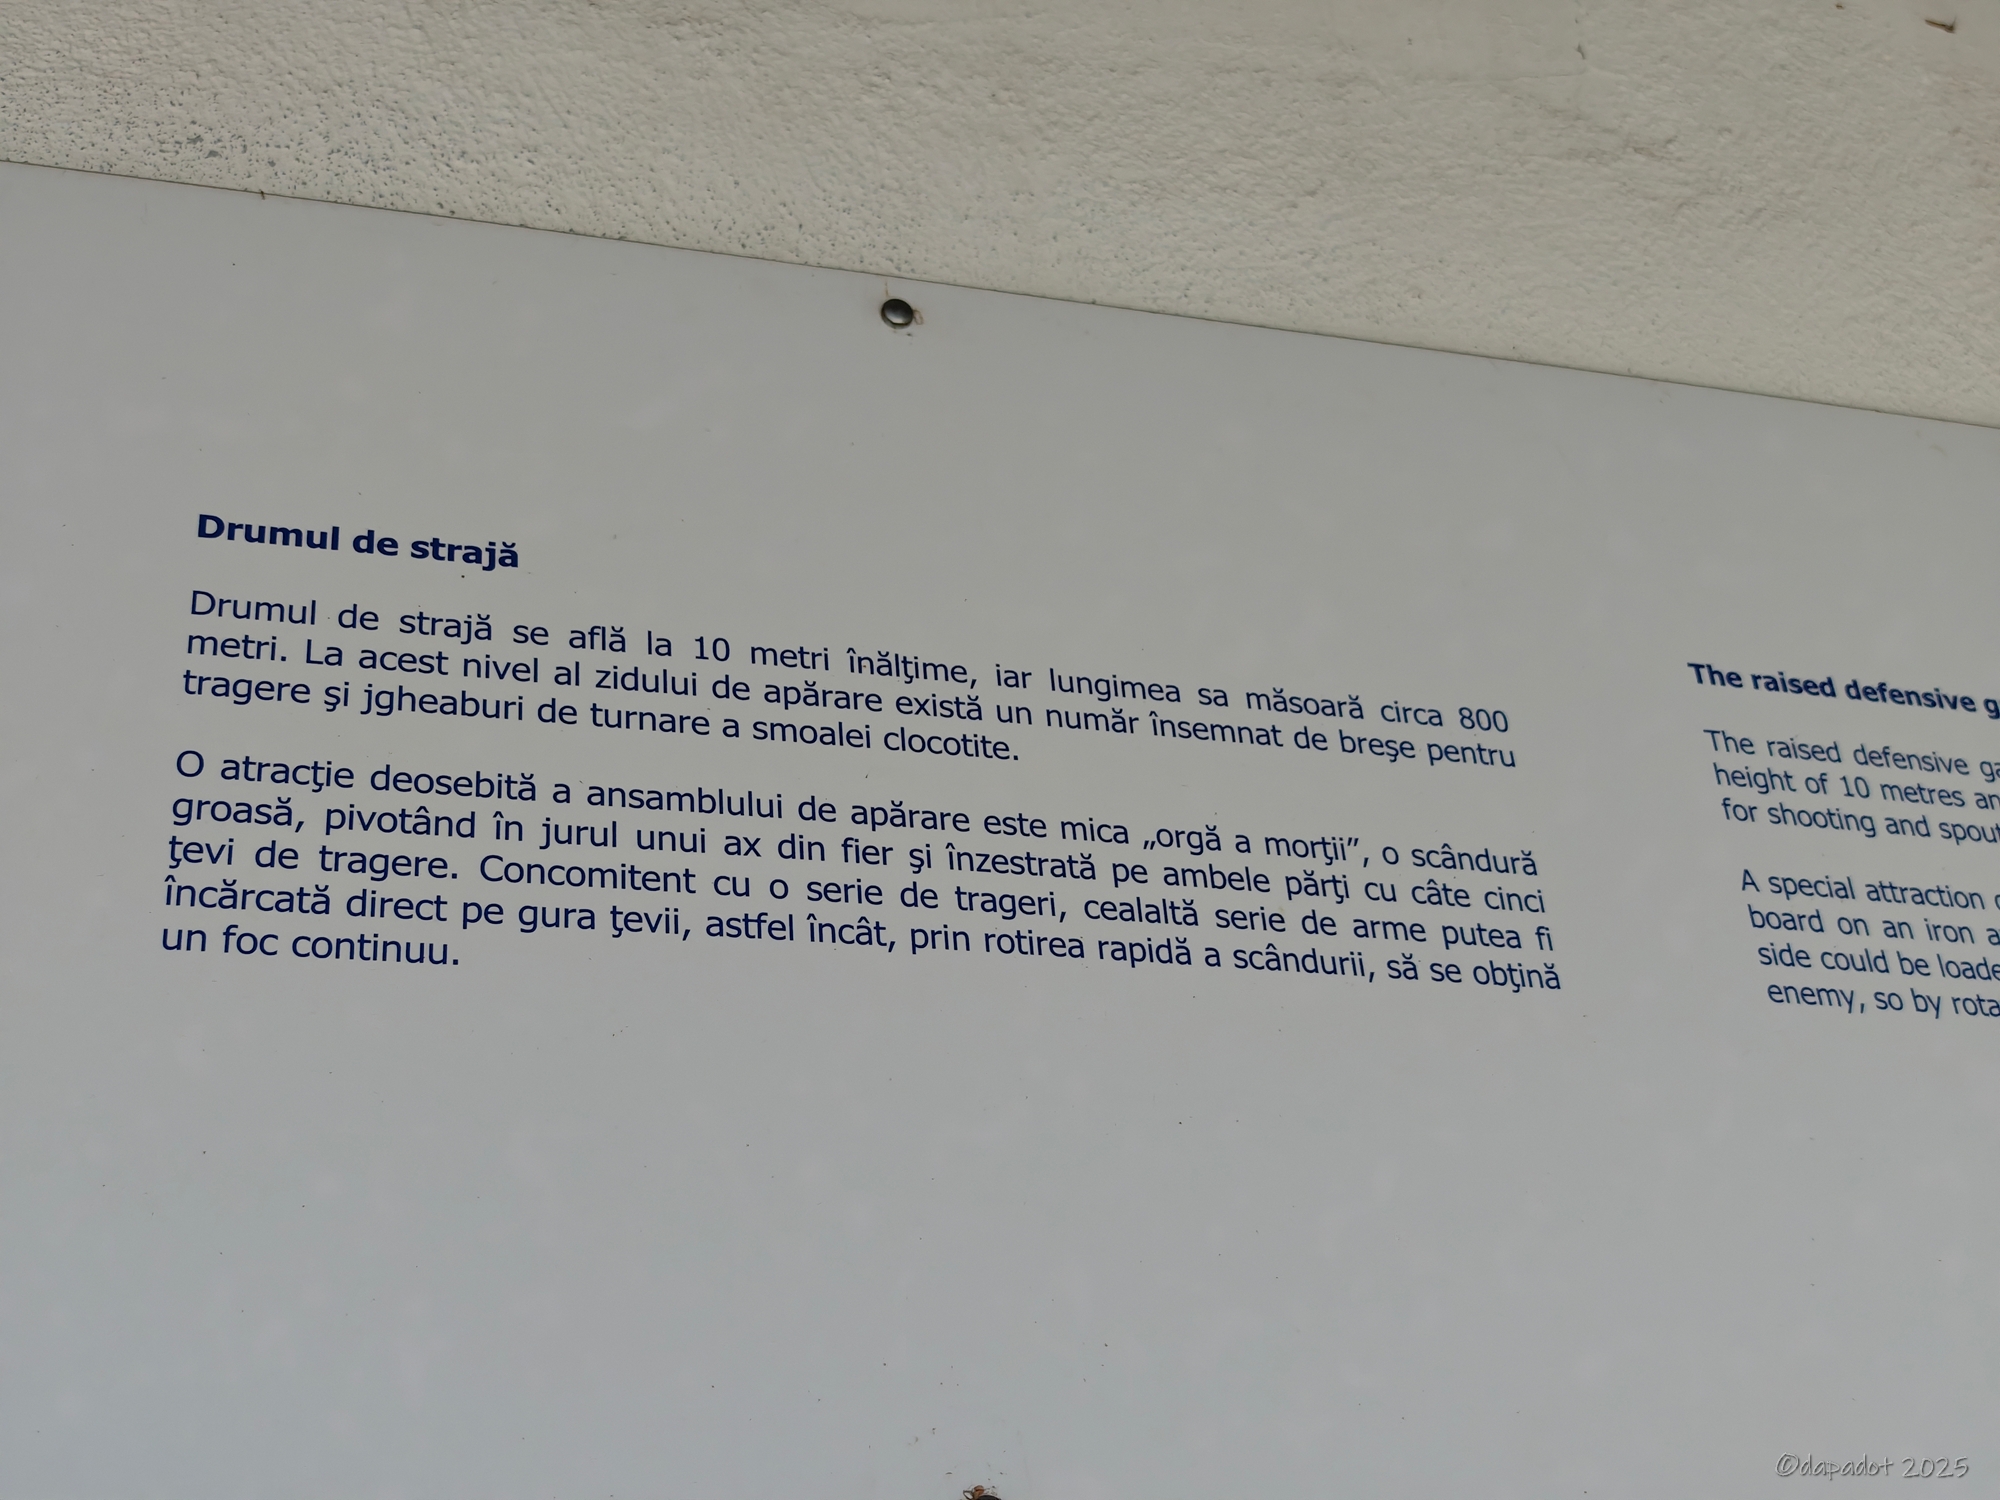 Drumul de strajă
Drumul de strajă se află la 10 metri înălţime, iar lungimea sa măsoară circa 800
metri. La acest nivel al zidului de apărare există un număr însemnat de breşe pentru
tragere şi jgheaburi de turnare a smoalei clocotite.
O atracţie deosebită a ansamblului de apărare este mica „orgă a morţii”, o scândură
groasă, pivotând în jurul unui ax din fier şi înzestrată pe ambele părţi cu câte cinci
ţevi de tragere. Concomitent cu o serie de trageri, cealaltă serie de arme putea fi
încărcată direct pe gura ţevii, astfel încât, prin rotirea rapidă a scândurii, să se obţină
un foc continuu.
The raised defensive
The raised defensive
height of 10 metres
for shooting and
A special attraction
board on an iron
side could be
enemy, so by
©dapadot 2025